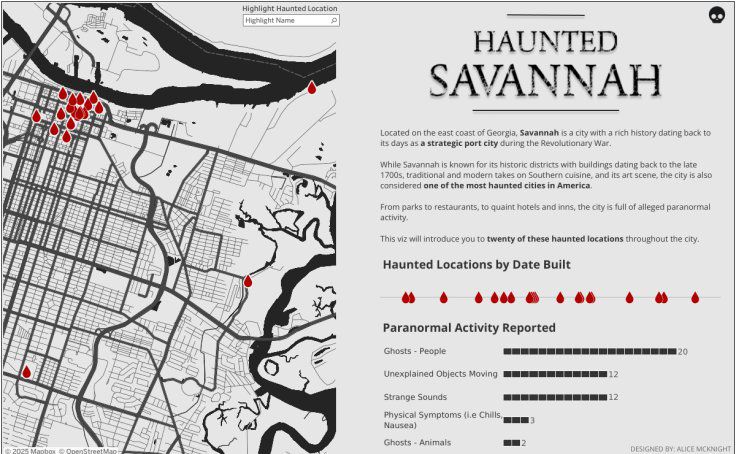 Highlight Haunted Location
Highlight Name
HAUNTED
SAVANNAH
Located on the east coast of Georgia, Savannah is a city with a rich history dating back to
its days as a strategic port city during the Revolutionary War.
While Savannah is known for its historic districts with buildings dating back to the late
1700s, traditional and modern takes on Southern cuisine, and its art scene, the city is also
considered one of the most haunted cities in America.
From parks to restaurants, to quaint hotels and inns, the city is full of alleged paranormal
activity.
This viz will introduce you to twenty of these haunted locations throughout the city.
Haunted Locations by Date Built
Paranormal Activity Reported
Ghosts - People 20
Unexplained Objects Moving 12
Strange Sounds 12
Physical Symptoms (i.e Chills,
Nausea) 3
Ghosts - Animals 2
© 2025 Mapbox © OpenStreetMap
DESIGNED BY: ALICE MCKNIGHT